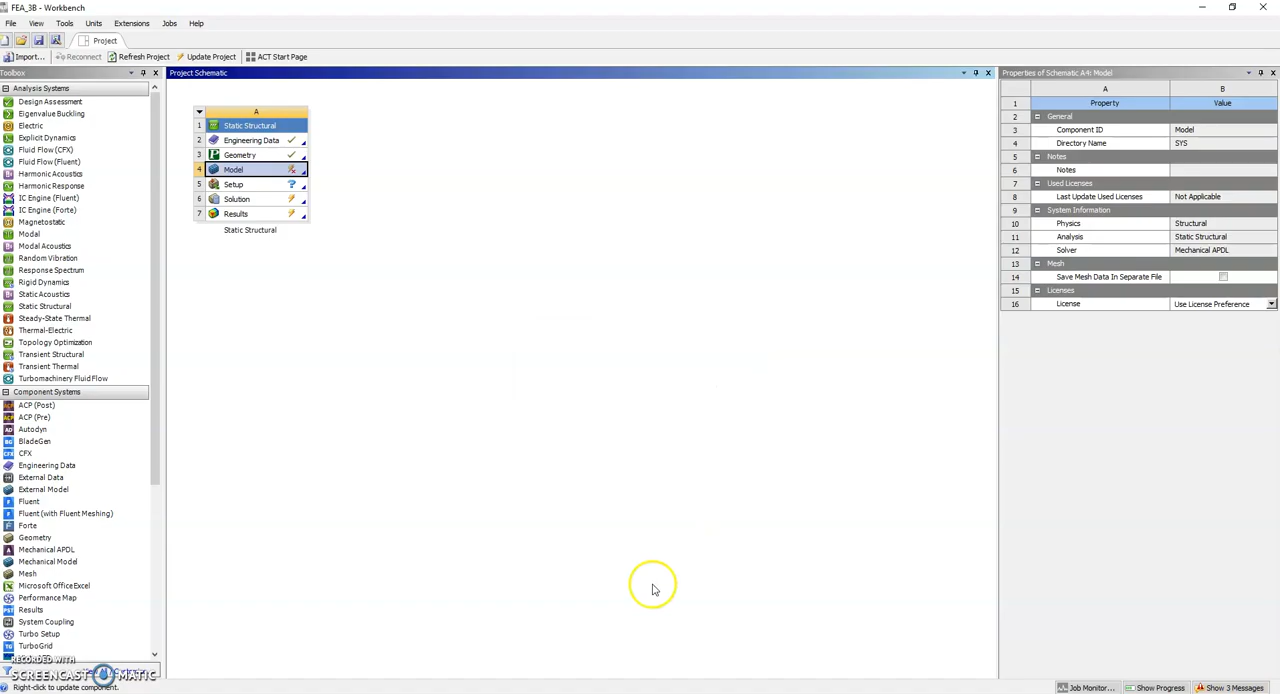 FEA_3B - Workbench
File View Tools Units Extensions Jobs Help
Project
Import... Reconnect Refresh Project Update Project ACT Start Page
Toolbox
Project Schematic
Properties of Schematic A4: Model
Analysis Systems
Design Assessment
Eigenvalue Buckling
Electric
Explicit Dynamics
Fluid Flow (CFX)
Fluid Flow (Fluent)
Harmonic Acoustics
Harmonic Response
IC Engine (Fluent)
IC Engine (Forte)
Magnetostatic
Modal
Modal Acoustics
Random Vibration
Response Spectrum
Rigid Dynamics
Static Acoustics
Static Structural
Steady-State Thermal
Thermal-Electric
Topology Optimization
Transient Structural
Transient Thermal
Turbomachinery Fluid Flow
Component Systems
ACP (Post)
ACP (Pre)
Autodyn
BladeGen
CFX
Engineering Data
External Data
External Model
Fluent
Fluent (with Fluent Meshing)
Forte
Geometry
Mechanical APDL
Mechanical Model
Mesh
Microsoft Office Excel
Performance Map
Results
System Coupling
Turbo Setup
TurboGrid
A
1 Static Structural
2 Engineering Data
3 Geometry
4 Model
5 Setup
6 Solution
7 Results
Static Structural
A B
1 Property Value
2 General
3 Component ID Model
4 Directory Name SYS
5 Notes
6 Notes
7 Used Licenses
8 Last Update Used Licenses Not Applicable
9 System Information
10 Physics Structural
11 Analysis Static Structural
12 Solver Mechanical APDL
13 Mesh
14 Save Mesh Data In Separate File
15 Licenses
16 License Use License Preference
RECORDED WITH
SCREENCAST MATIC
Right-click to update component.
Job Monitor... Show Progress Show 3 Messages